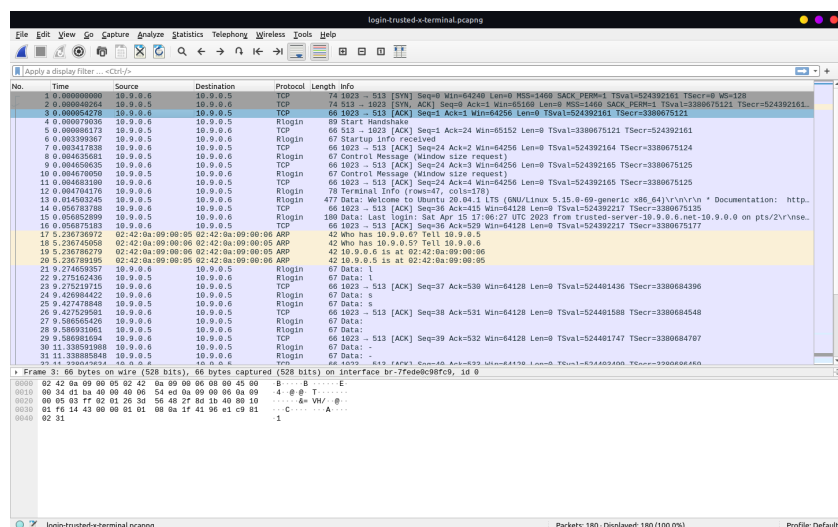 login-trusted-x-terminal.pcapng
File Edit View Go Capture Analyze Statistics Telephony Wireless Tools Help
Apply a display filter ... <Ctrl-/>
No. Time Source Destination Protocol Length Info
1 0.000000000 10.9.0.6 10.9.0.5 TCP 74 1023 → 513 [SYN] Seq=0 Win=64240 Len=0 MSS=1460 SACK_PERM=1 TSval=524392161 TSecr=0 WS=128
2 0.000040264 10.9.0.5 10.9.0.6 TCP 74 513 → 1023 [SYN, ACK] Seq=0 Ack=1 Win=65160 Len=0 MSS=1460 SACK_PERM=1 TSval=3380675121 TSecr=524392161…
3 0.000054278 10.9.0.6 10.9.0.5 TCP 66 1023 → 513 [ACK] Seq=1 Ack=1 Win=64256 Len=0 TSval=524392161 TSecr=3380675121
4 0.000079036 10.9.0.6 10.9.0.5 Rlogin 89 Start Handshake
5 0.000086173 10.9.0.5 10.9.0.6 TCP 66 513 → 1023 [ACK] Seq=1 Ack=24 Win=65152 Len=0 TSval=3380675121 TSecr=524392161
6 0.003399367 10.9.0.5 10.9.0.6 Rlogin 67 Startup info received
7 0.003417838 10.9.0.6 10.9.0.5 TCP 66 1023 → 513 [ACK] Seq=24 Ack=2 Win=64256 Len=0 TSval=524392164 TSecr=3380675124
8 0.004635681 10.9.0.5 10.9.0.6 Rlogin 67 Control Message (Window size request)
9 0.004650635 10.9.0.6 10.9.0.5 TCP 66 1023 → 513 [ACK] Seq=24 Ack=3 Win=64256 Len=0 TSval=524392165 TSecr=3380675125
10 0.004670050 10.9.0.5 10.9.0.6 Rlogin 67 Control Message (Window size request)
11 0.004683100 10.9.0.6 10.9.0.5 TCP 66 1023 → 513 [ACK] Seq=24 Ack=4 Win=64256 Len=0 TSval=524392165 TSecr=3380675125
12 0.004704176 10.9.0.6 10.9.0.5 Rlogin 78 Terminal Info (rows=47, cols=178)
13 0.014503245 10.9.0.5 10.9.0.6 Rlogin 477 Data: Welcome to Ubuntu 20.04.1 LTS (GNU/Linux 5.15.0-69-generic x86_64)\r\n\r\n * Documentation: http…
14 0.056783788 10.9.0.6 10.9.0.5 TCP 66 1023 → 513 [ACK] Seq=36 Ack=415 Win=64128 Len=0 TSval=524392217 TSecr=3380675135
15 0.056852899 10.9.0.5 10.9.0.6 Rlogin 180 Data: Last login: Sat Apr 15 17:06:27 UTC 2023 from trusted-server-10.9.0.6.net-10.9.0.0 on pts/2\r\nse…
16 0.056875183 10.9.0.6 10.9.0.5 TCP 66 1023 → 513 [ACK] Seq=36 Ack=529 Win=64128 Len=0 TSval=524392217 TSecr=3380675177
17 5.236736972 02:42:0a:09:00:05 02:42:0a:09:00:06 ARP 42 Who has 10.9.0.6? Tell 10.9.0.5
18 5.236745058 02:42:0a:09:00:06 02:42:0a:09:00:05 ARP 42 Who has 10.9.0.5? Tell 10.9.0.6
19 5.236786279 02:42:0a:09:00:06 02:42:0a:09:00:05 ARP 42 10.9.0.6 is at 02:42:0a:09:00:06
20 5.236789195 02:42:0a:09:00:05 02:42:0a:09:00:06 ARP 42 10.9.0.5 is at 02:42:0a:09:00:05
21 9.274659357 10.9.0.6 10.9.0.5 Rlogin 67 Data: l
22 9.275162436 10.9.0.5 10.9.0.6 Rlogin 67 Data: l
23 9.275219715 10.9.0.6 10.9.0.5 TCP 66 1023 → 513 [ACK] Seq=37 Ack=530 Win=64128 Len=0 TSval=524401436 TSecr=3380684396
24 9.426984422 10.9.0.6 10.9.0.5 Rlogin 67 Data: s
25 9.427478848 10.9.0.5 10.9.0.6 Rlogin 67 Data: s
26 9.427529501 10.9.0.6 10.9.0.5 TCP 66 1023 → 513 [ACK] Seq=38 Ack=531 Win=64128 Len=0 TSval=524401588 TSecr=3380684548
27 9.586565426 10.9.0.6 10.9.0.5 Rlogin 67 Data:
28 9.586931061 10.9.0.5 10.9.0.6 Rlogin 67 Data:
29 9.586981694 10.9.0.6 10.9.0.5 TCP 66 1023 → 513 [ACK] Seq=39 Ack=532 Win=64128 Len=0 TSval=524401747 TSecr=3380684707
30 11.338591988 10.9.0.6 10.9.0.5 Rlogin 67 Data: -
31 11.338885848 10.9.0.5 10.9.0.6 Rlogin 67 Data: -
Frame 3: 66 bytes on wire (528 bits), 66 bytes captured (528 bits) on interface br-7fede0c98fc9, id 0
0000 02 42 0a 09 00 05 02 42 0a 09 00 06 08 00 45 00 ·B·····B ······E·
0010 00 34 d1 ba 40 00 40 06 54 ed 0a 09 00 06 0a 09 ·4··@·@· T·······
0020 00 05 03 ff 02 01 26 3d 56 48 2f 8d 1b 40 80 10 ······&= VH/··@··
0030 01 f6 14 43 00 00 01 01 08 0a 1f 41 96 e1 c9 81 ···C···· ···A····
0040 02 31 ·1
login-trusted-x-terminal.pcapng Packets: 180 · Displayed: 180 (100.0%) Profile: Default